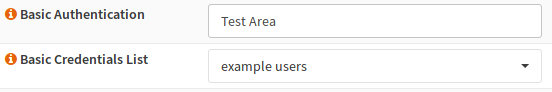 Basic Authentication
Test Area
Basic Credentials List
example users